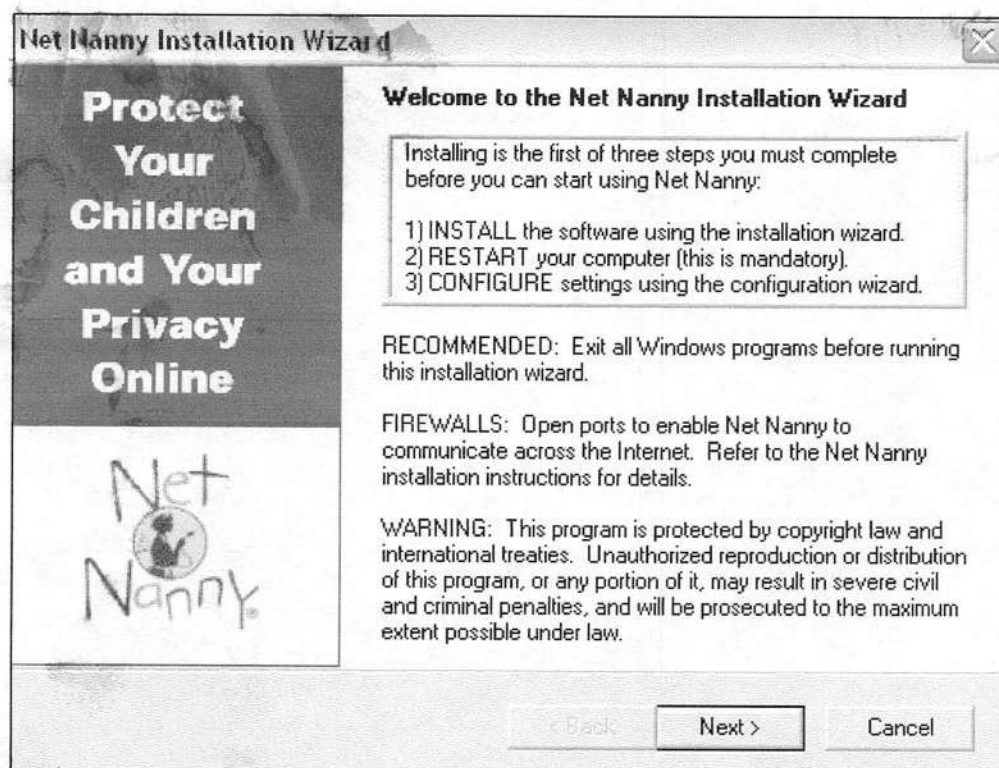 Net Nanny Installation Wizard
Protect
Your
Children
and Your
Privacy
Online
Net
Nanny
Welcome to the Net Nanny Installation Wizard
Installing is the first of three steps you must complete
before you can start using Net Nanny:
1) INSTALL the software using the installation wizard.
2) RESTART your computer (this is mandatory).
3) CONFIGURE settings using the configuration wizard.
RECOMMENDED: Exit all Windows programs before running
this installation wizard.
FIREWALLS: Open ports to enable Net Nanny to
communicate across the Internet. Refer to the Net Nanny
installation instructions for details.
WARNING: This program is protected by copyright law and
international treaties. Unauthorized reproduction or distribution
of this program, or any portion of it, may result in severe civil
and criminal penalties, and will be prosecuted to the maximum
extent possible under law.
< Back
Next >
Cancel